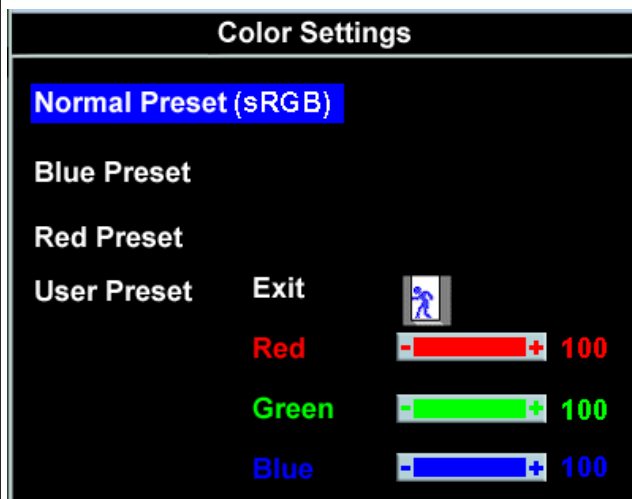 Color Settings
Normal Preset (sRGB)
Blue Preset
Red Preset
User Preset Exit
Red - + 100
Green - + 100
Blue - + 100